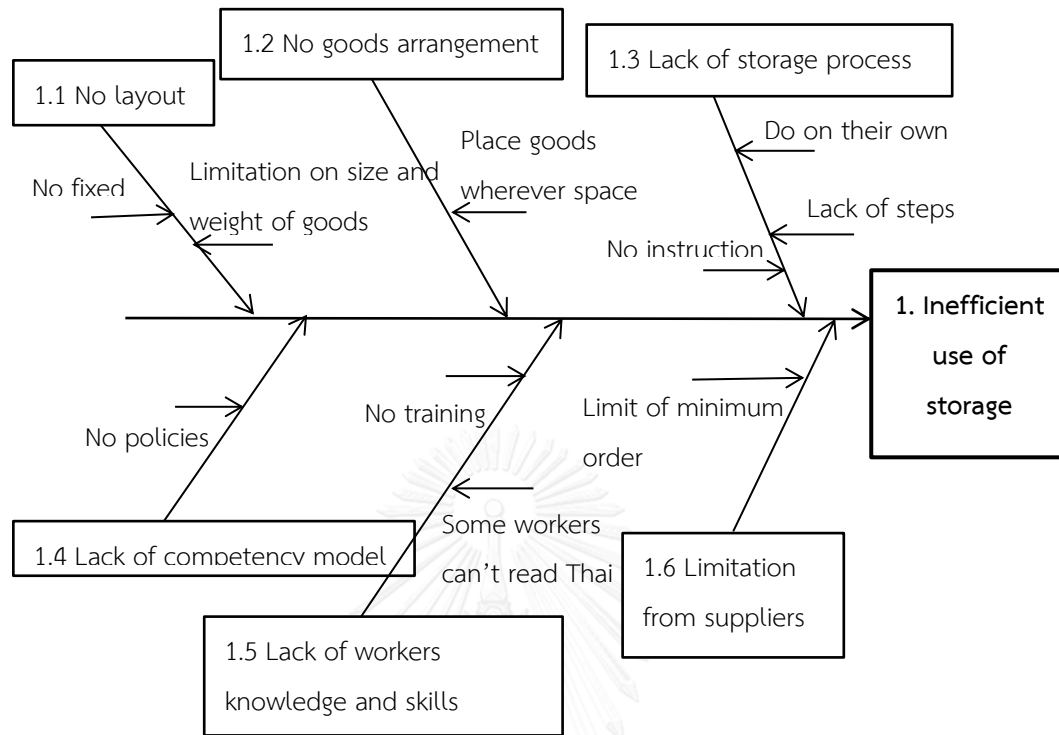 1.2 No goods arrangement
1.3 Lack of storage process
1.1 No layout
Do on their own
Place goods
wherever space
Limitation on size and
weight of goods
No fixed
Lack of steps
No instruction
1. Inefficient
use of
storage
No policies
No training
Limit of minimum
order
Some workers
can't read Thai
1.4 Lack of competency model
1.6 Limitation
from suppliers
1.5 Lack of workers
knowledge and skills